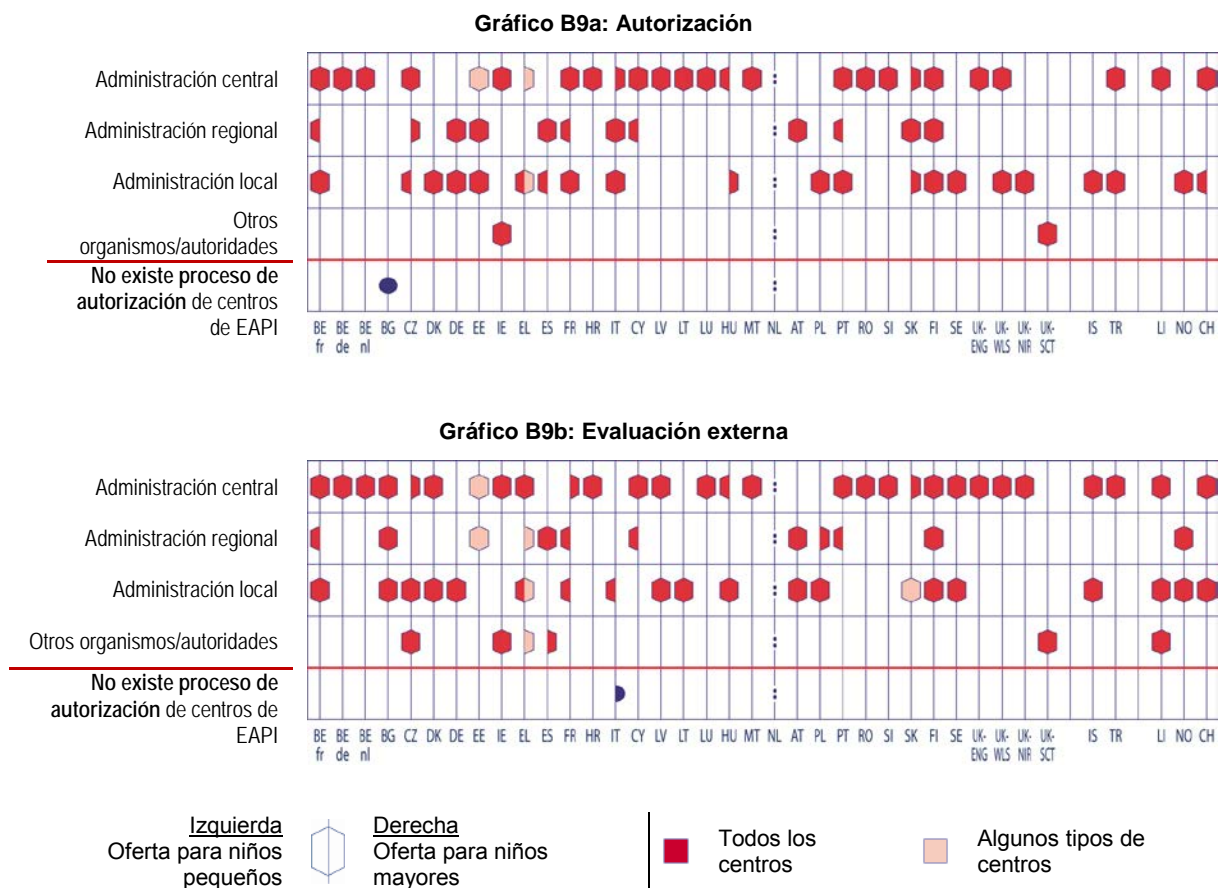 Gráfico B9a: Autorización
Administración central
Administración regional
Administración local
Otros
organismos/autoridades
No existe proceso de
autorización de centros
de EAPI
:
:
:
:
:
BE fr BE de BE nl BG CZ DK DE EE IE EL ES FR HR IT CY LV LT LU HU MT NL AT PL PT RO SI SK FI SE UK-ENG UK-WLS UK-NIR UK-SCT IS TR LI NO CH
Gráfico B9b: Evaluación externa
Administración central
Administración regional
Administración local
Otros organismos/autoridades
No existe proceso de
autorización de centros de
EAPI
:
:
:
:
:
BE fr BE de BE nl BG CZ DK DE EE IE EL ES FR HR IT CY LV LT LU HU MT NL AT PL PT RO SI SK FI SE UK-ENG UK-WLS UK-NIR UK-SCT IS TR LI NO CH
Izquierda
Oferta para niños
pequeños
Derecha
Oferta para niños
mayores
Todos los
centros
Algunos tipos de
centros